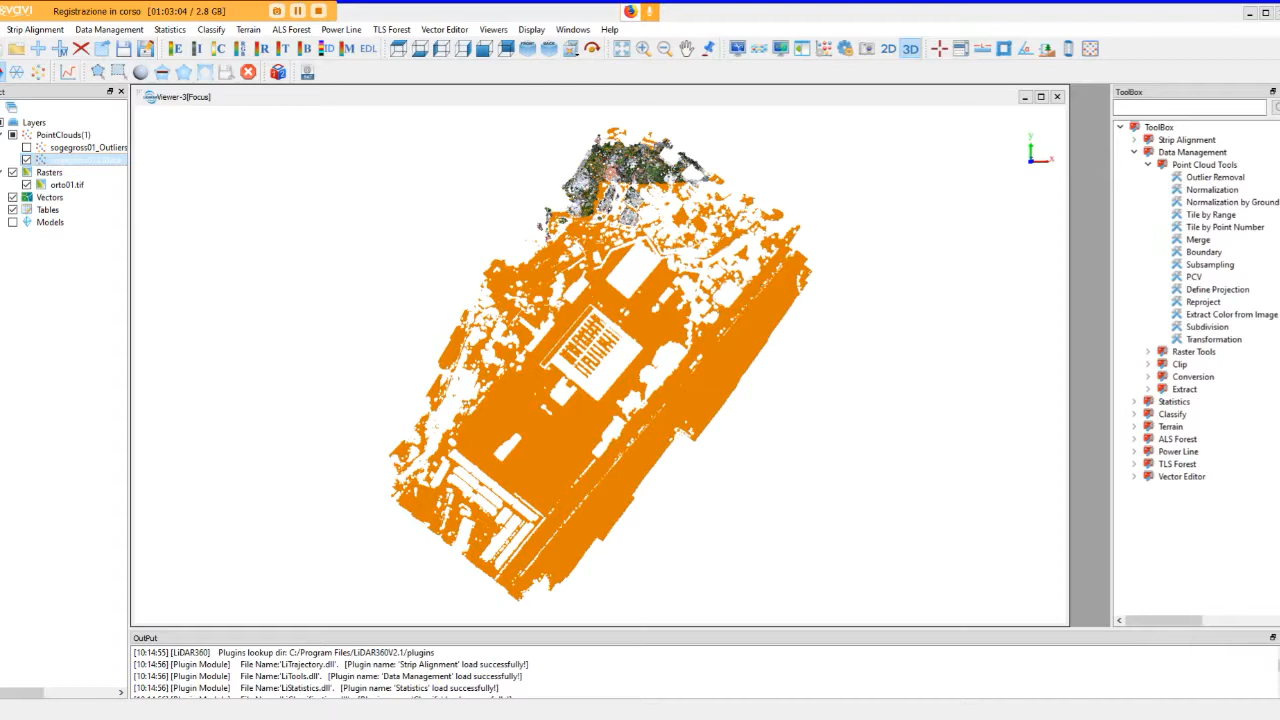 Registrazione in corso [01:03:04 / 2.8 GB]
Strip Alignment Data Management Statistics Classify Terrain ALS Forest Power Line TLS Forest Vector Editor Viewers Display Windows Help
E I C R T B ID M EDL 2D 3D
Viewer-3[Focus]
ToolBox
Layers
PointClouds(1)
sogegross01_Outliers
Rasters
orto01.tif
Vectors
Tables
Models
y
x
ToolBox
Strip Alignment
Data Management
Point Cloud Tools
Outlier Removal
Normalization
Normalization by Ground
Tile by Range
Tile by Point Number
Merge
Boundary
Subsampling
PCV
Define Projection
Reproject
Extract Color from Image
Subdivision
Transformation
Raster Tools
Clip
Conversion
Extract
Statistics
Classify
Terrain
ALS Forest
Power Line
TLS Forest
Vector Editor
OutPut
[10:14:55] [LiDAR360] Plugins lookup dir: C:/Program Files/LiDAR360V2.1/plugins
[10:14:56] [Plugin Module] File Name:'LiTrajectory.dll'. [Plugin name: 'Strip Alignment' load successfully!]
[10:14:56] [Plugin Module] File Name:'LiTools.dll'. [Plugin name: 'Data Management' load successfully!]
[10:14:56] [Plugin Module] File Name:'LiStatistics.dll'. [Plugin name: 'Statistics' load successfully!]